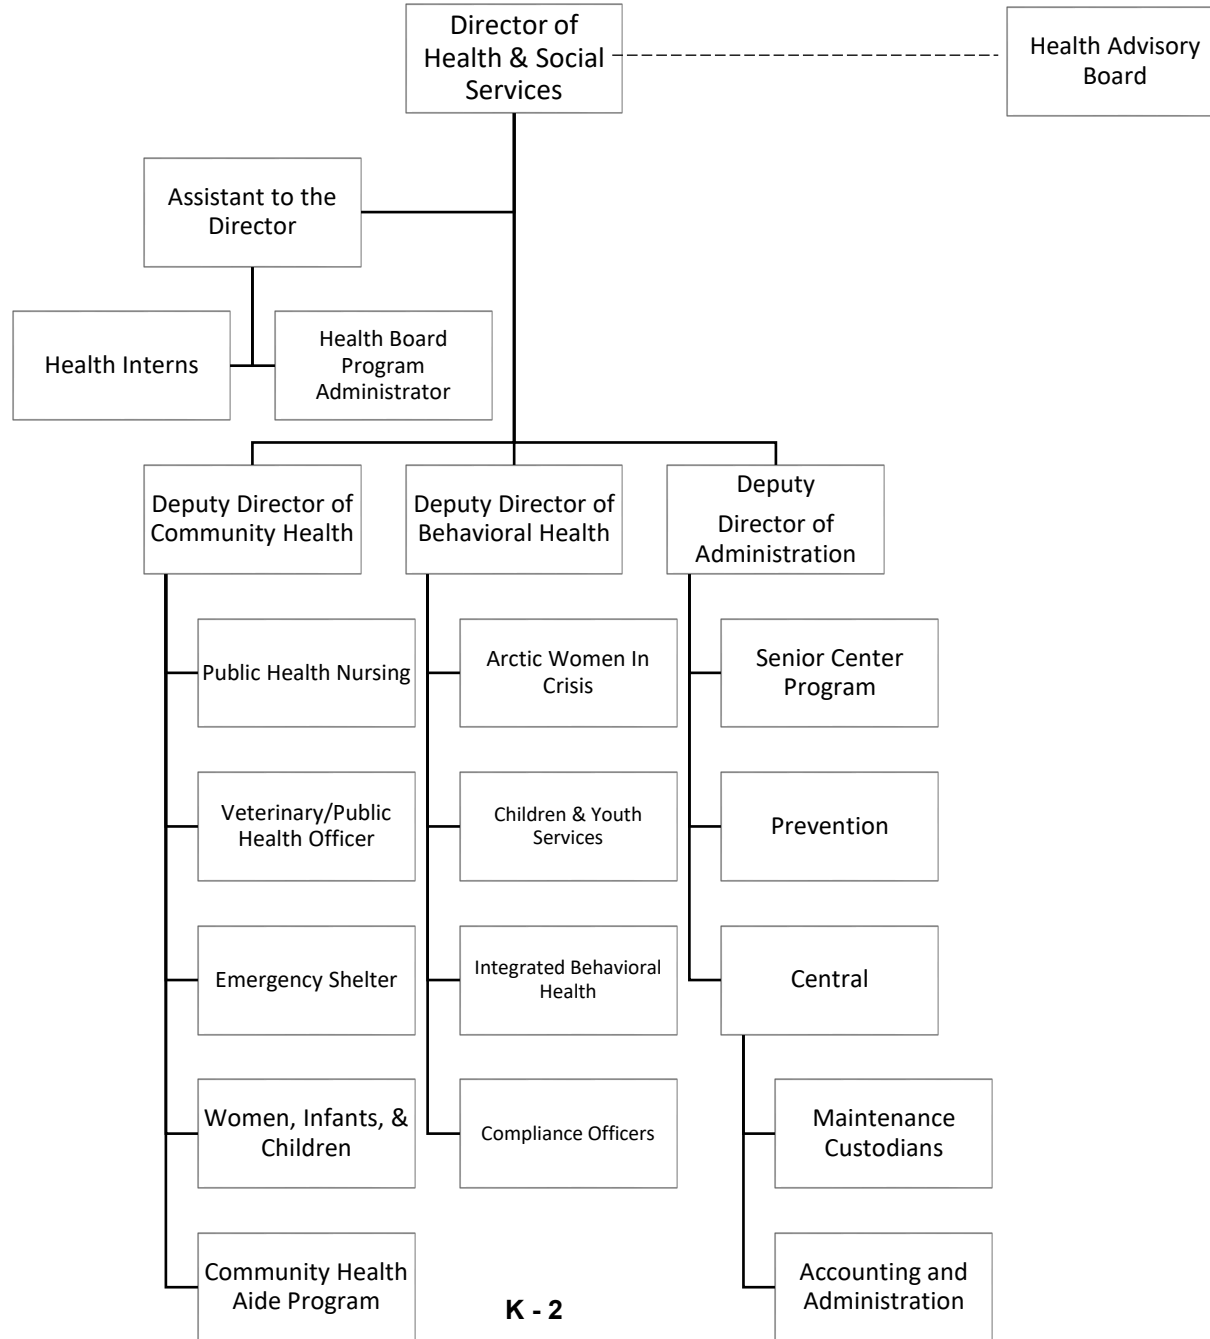 Director of
Health & Social
Services
Health Advisory
Board
Assistant to the
Director
Health Interns
Health Board
Program
Administrator
Deputy Director of
Community Health
Deputy Director of
Behavioral Health
Deputy
Director of
Administration
Public Health Nursing
Arctic Women In
Crisis
Senior Center
Program
Veterinary/Public
Health Officer
Children & Youth
Services
Prevention
Emergency Shelter
Integrated Behavioral
Health
Central
Women, Infants, &
Children
Compliance Officers
Maintenance
Custodians
Community Health
Aide Program
Accounting and
Administration
K - 2